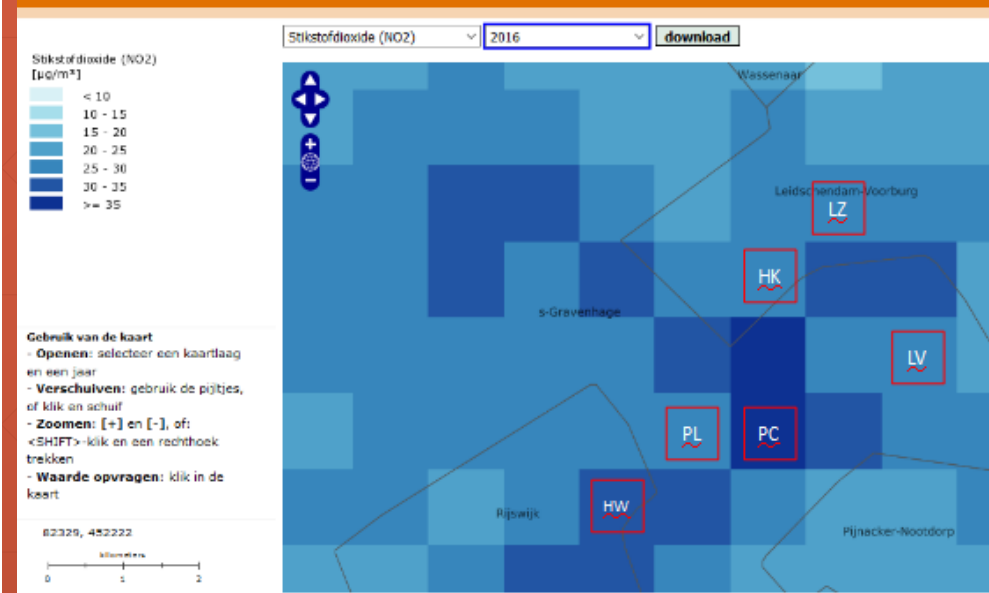 Stikstofdioxide (NO2)
2016
download
Stikstofdioxide (NO2)
[µg/m³]
< 10
10 - 15
15 - 20
20 - 25
25 - 30
30 - 35
>= 35
Wassenaar
Leidschendam-Voorburg
LZ
HK
s-Gravenhage
LV
PL
PC
HW
Rijswijk
Pijnacker-Nootdorp
Gebruik van de kaart
- Openen: selecteer een kaartlaag
en een jaar
- Verschuiven: gebruik de pijltjes,
of klik en schuif
- Zoomen: [+] en [-], of:
<SHIFT>-klik en een rechthoek
trekken
- Waarde opvragen: klik in de
kaart
82329, 452222
kilometers
0 1 2